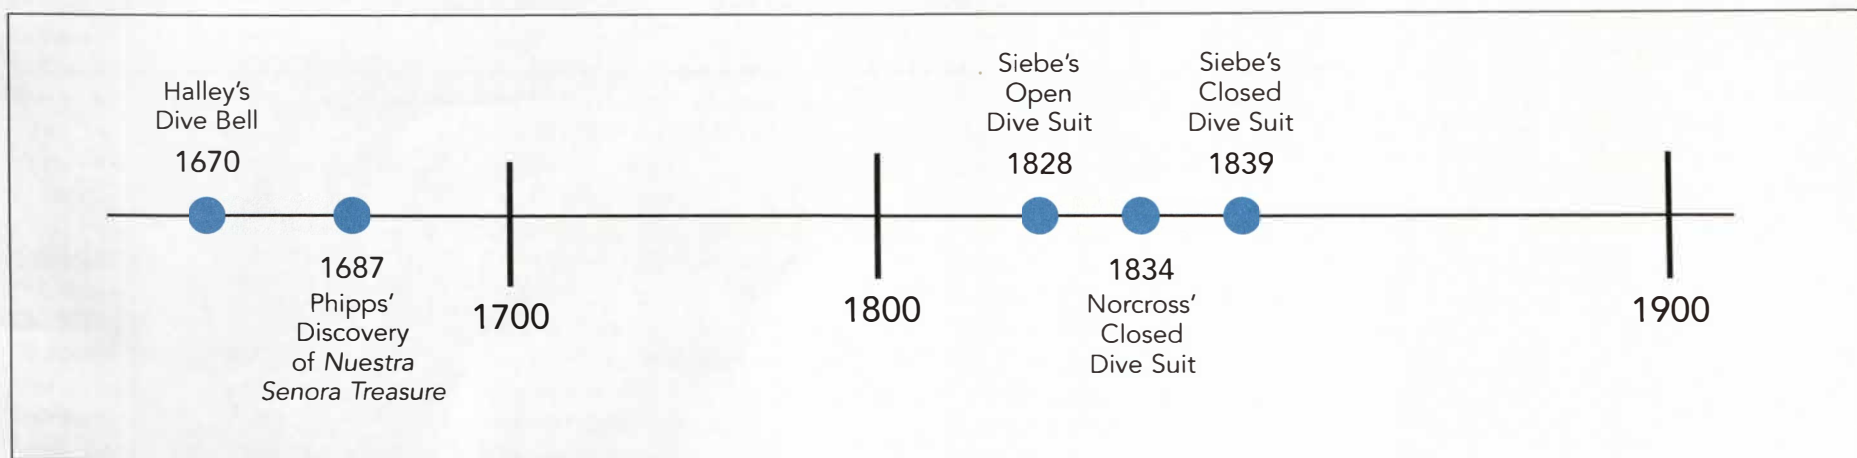 Halley's
Dive Bell
1670
1687
Phipps'
Discovery
of Nuestra
Senora Treasure
1700
1800
Siebe's
Open
Dive Suit
1828
1834
Norcross'
Closed
Dive Suit
Siebe's
Closed
Dive Suit
1839
1900